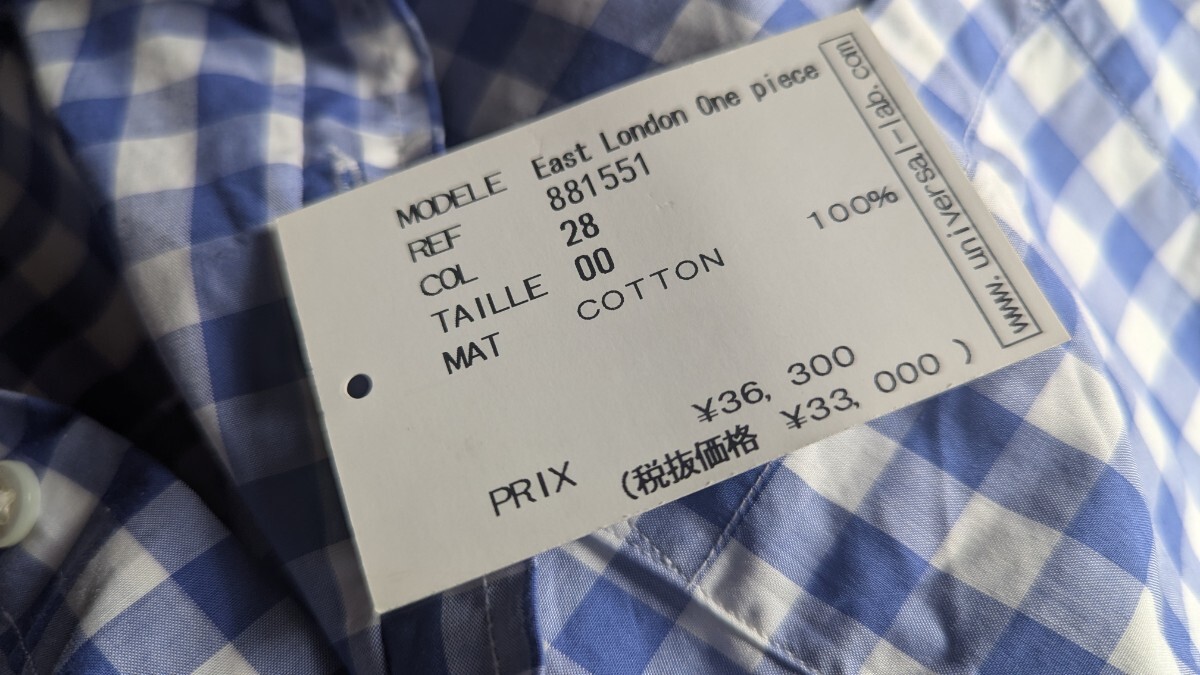 MODELE East London One piece
REF 881551
COL 28
TAILLE 00
MAT COTTON 100%
¥36,300
PRIX (税抜価格 ¥33,000)
www.universal-lab.com